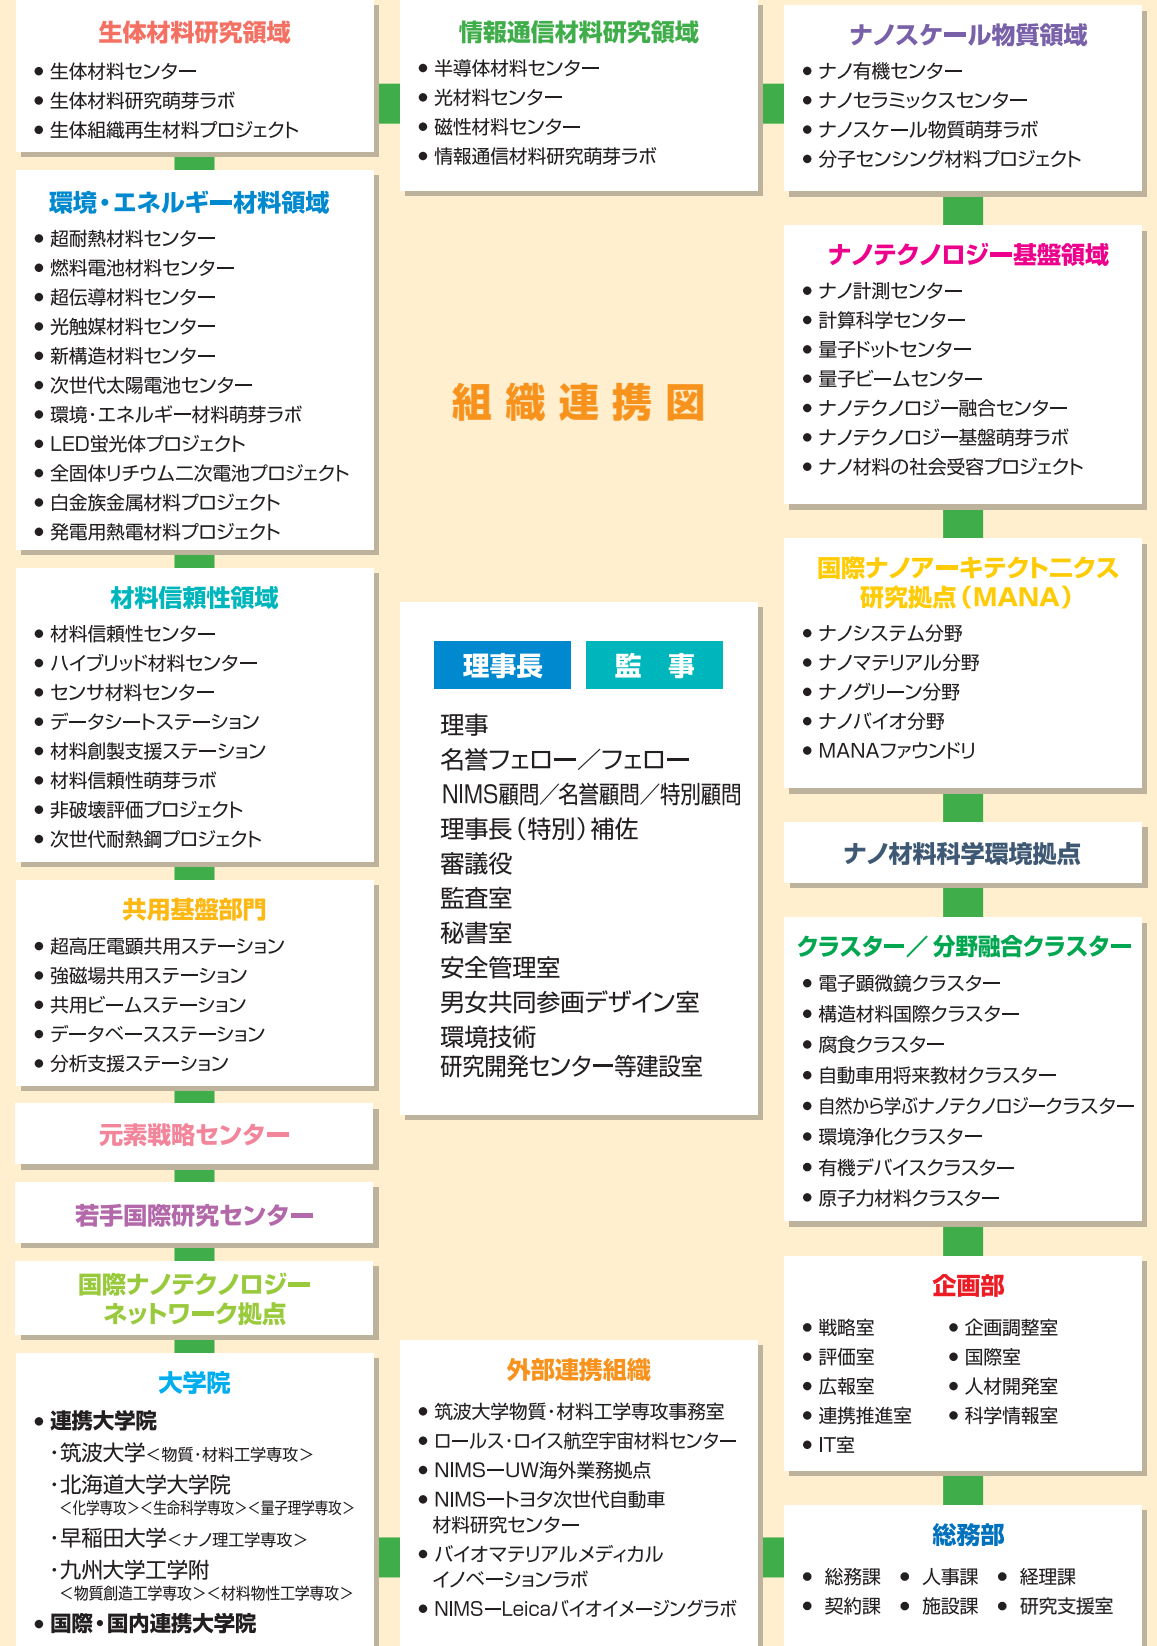 生体材料研究領域
● 生体材料センター
● 生体材料研究萌芽ラボ
● 生体組織再生材料プロジェクト
環境・エネルギー材料領域
● 超耐熱材料センター
● 燃料電池材料センター
● 超伝導材料センター
● 光触媒材料センター
● 新構造材料センター
● 次世代太陽電池センター
● 環境・エネルギー材料萌芽ラボ
● LED蛍光体プロジェクト
● 全固体リチウム二次電池プロジェクト
● 白金族金属材料プロジェクト
● 発電用熱電材料プロジェクト
材料信頼性領域
● 材料信頼性センター
● ハイブリッド材料センター
● センサ材料センター
● データシートステーション
● 材料創製支援ステーション
● 材料信頼性萌芽ラボ
● 非破壊評価プロジェクト
● 次世代耐熱鋼プロジェクト
共用基盤部門
● 超高圧電顕共用ステーション
● 強磁場共用ステーション
● 共用ビームステーション
● データベースステーション
● 分析支援ステーション
元素戦略センター
若手国際研究センター
国際ナノテクノロジー
ネットワーク拠点
大学院
● 連携大学院
・筑波大学＜物質・材料工学専攻＞
・北海道大学大学院
＜化学専攻＞＜生命科学専攻＞＜量子理学専攻＞
・早稲田大学＜ナノ理工学専攻＞
・九州大学工学附
＜物質創造工学専攻＞＜材料物性工学専攻＞
● 国際・国内連携大学院
情報通信材料研究領域
● 半導体材料センター
● 光材料センター
● 磁性材料センター
● 情報通信材料研究萌芽ラボ
組織連携図
理事長 監　事
理事
名誉フェロー／フェロー
NIMS顧問／名誉顧問／特別顧問
理事長（特別）補佐
審議役
監査室
秘書室
安全管理室
男女共同参画デザイン室
環境技術
研究開発センター等建設室
外部連携組織
● 筑波大学物質・材料工学専攻事務室
● ロールス・ロイス航空宇宙材料センター
● NIMSーUW海外業務拠点
● NIMSートヨタ次世代自動車
材料研究センター
● バイオマテリアルメディカル
イノベーションラボ
● NIMSーLeicaバイオイメージングラボ
ナノスケール物質領域
● ナノ有機センター
● ナノセラミックスセンター
● ナノスケール物質萌芽ラボ
● 分子センシング材料プロジェクト
ナノテクノロジー基盤領域
● ナノ計測センター
● 計算科学センター
● 量子ドットセンター
● 量子ビームセンター
● ナノテクノロジー融合センター
● ナノテクノロジー基盤萌芽ラボ
● ナノ材料の社会受容プロジェクト
国際ナノアーキテクトニクス
研究拠点（MANA）
● ナノシステム分野
● ナノマテリアル分野
● ナノグリーン分野
● ナノバイオ分野
● MANAファウンドリ
ナノ材料科学環境拠点
クラスター／分野融合クラスター
● 電子顕微鏡クラスター
● 構造材料国際クラスター
● 腐食クラスター
● 自動車用将来教材クラスター
● 自然から学ぶナノテクノロジークラスター
● 環境浄化クラスター
● 有機デバイスクラスター
● 原子力材料クラスター
企画部
● 戦略室 ● 企画調整室
● 評価室 ● 国際室
● 広報室 ● 人材開発室
● 連携推進室 ● 科学情報室
● IT室
総務部
● 総務課 ● 人事課 ● 経理課
● 契約課 ● 施設課 ● 研究支援室